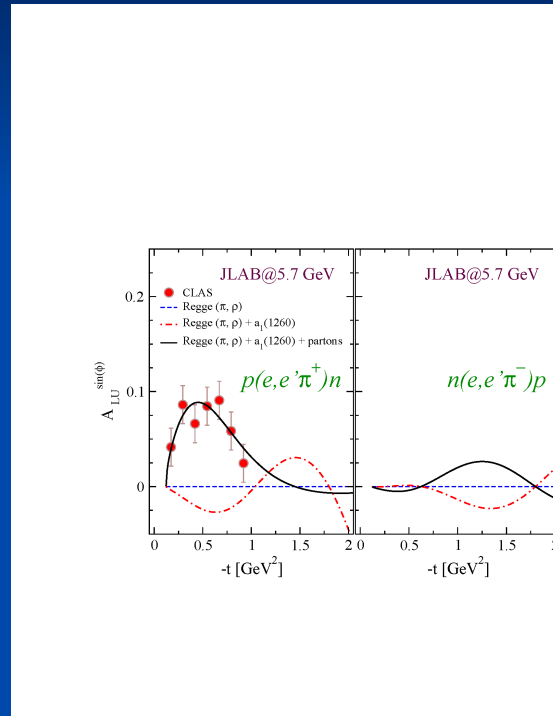 JLAB@5.7 GeV
CLAS
Regge (π, ρ)
Regge (π, ρ) + a₁(1260)
Regge (π, ρ) + a₁(1260) + partons
p(e,e’π⁺)n
A LU sin(ϕ)
0.2
0.1
0
0 0.5 1 1.5 2
-t [GeV²]
JLAB@5.7 GeV
n(e,e’π⁻)p
0 0.5 1 1.5 2
-t [GeV²]